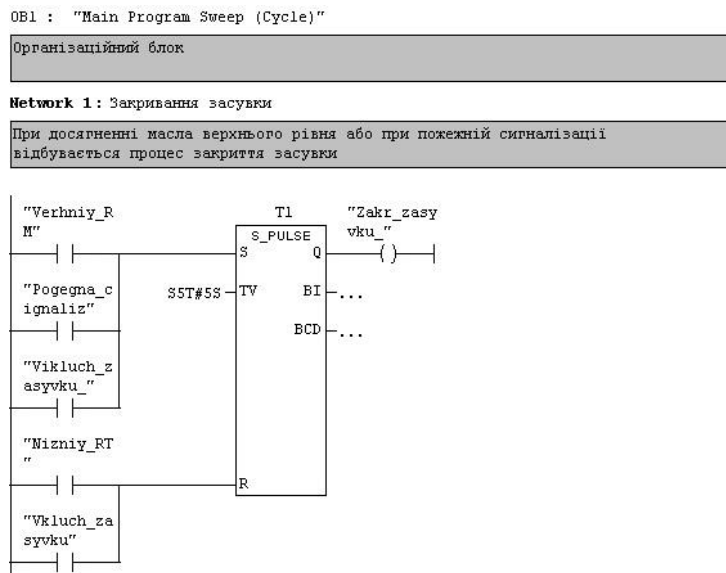 OB1 :  "Main Program Sweep (Cycle)"
Організаційний блок
Network 1: Закривання засувки
При досягненні масла верхнього рівня або при пожежній сигналізації
відбувається процес закриття засувки
"Verhniy_R
M"
T1
"Zakr_zasy
vku_"
S_PULSE
S
Q
"Pogegna_c
ignaliz"
S5T#5S
TV
BI
...
BCD
...
"Vikluch_z
asyvku_"
"Nizniy_RT
"
R
"Vkluch_za
syvku"